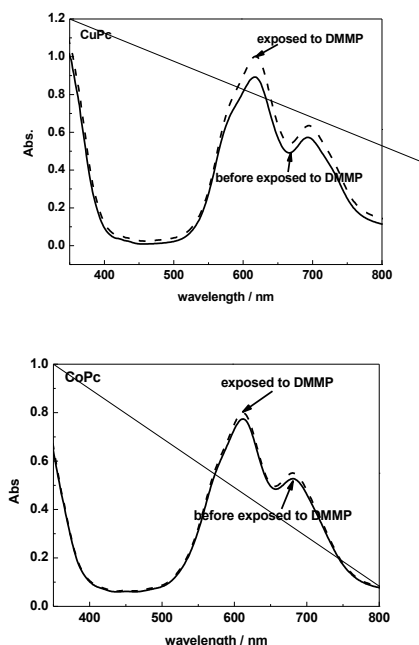 CuPc
exposed to DMMP
before exposed to DMMP
Abs.
1.2
1.0
0.8
0.6
0.4
0.2
0.0
400 500 600 700 800
wavelength / nm
CoPc
exposed to DMMP
before exposed to DMMP
Abs
1.0
0.8
0.6
0.4
0.2
0.0
400 500 600 700 800
wavelength / nm